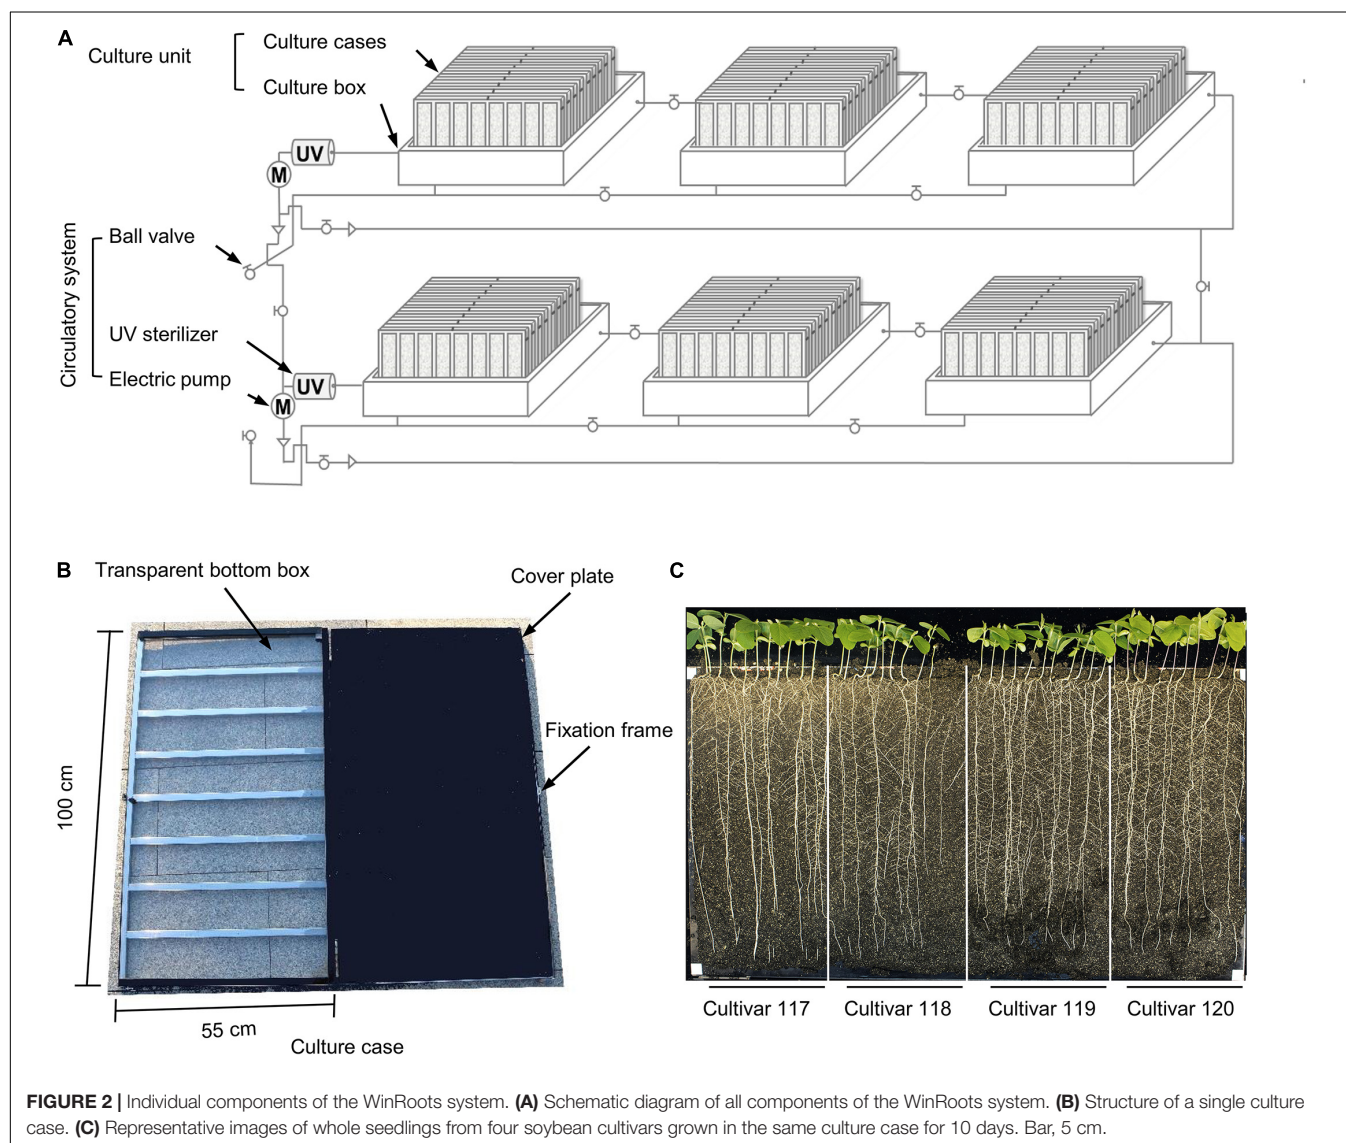 A
Culture unit
Culture cases
Culture box
UV
M
Circulatory system
Ball valve
UV sterilizer
Electric pump
UV
M
B
Transparent bottom box
Cover plate
Fixation frame
100 cm
55 cm
Culture case
C
Cultivar 117
Cultivar 118
Cultivar 119
Cultivar 120
FIGURE 2 | Individual components of the WinRoots system. (A) Schematic diagram of all components of the WinRoots system. (B) Structure of a single culture
case. (C) Representative images of whole seedlings from four soybean cultivars grown in the same culture case for 10 days. Bar, 5 cm.